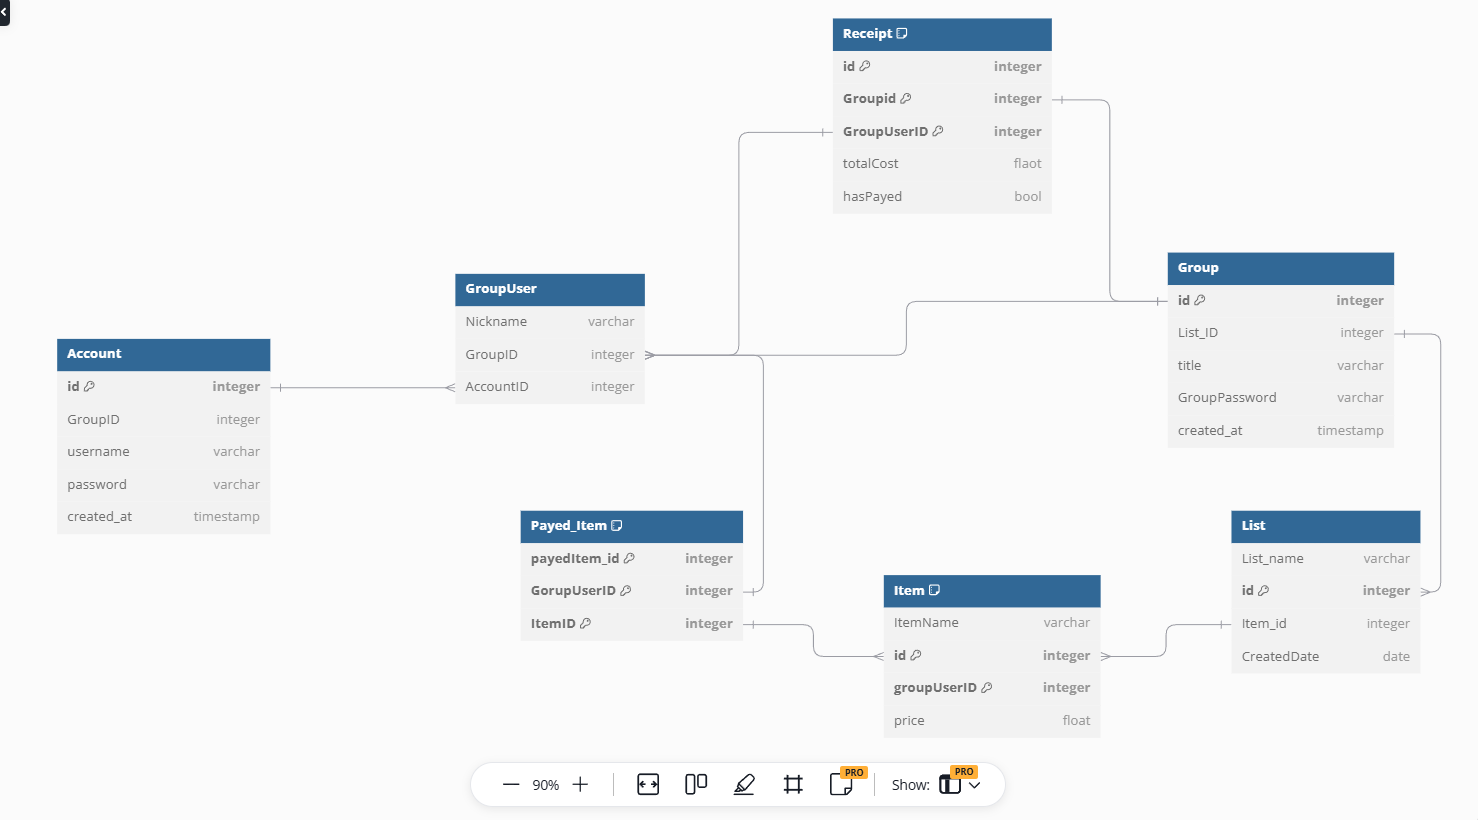 Receipt
id integer
Groupid integer
GroupUserID integer
totalCost flaot
hasPayed bool
Group
id integer
List_ID integer
title varchar
GroupPassword varchar
created_at timestamp
GroupUser
Nickname varchar
GroupID integer
AccountID integer
Account
id integer
GroupID integer
username varchar
password varchar
created_at timestamp
Payed_Item
payedItem_id integer
GorupUserID integer
ItemID integer
Item
ItemName varchar
id integer
groupUserID integer
price float
List
List_name varchar
id integer
Item_id integer
CreatedDate date
90%
PRO
Show:
PRO